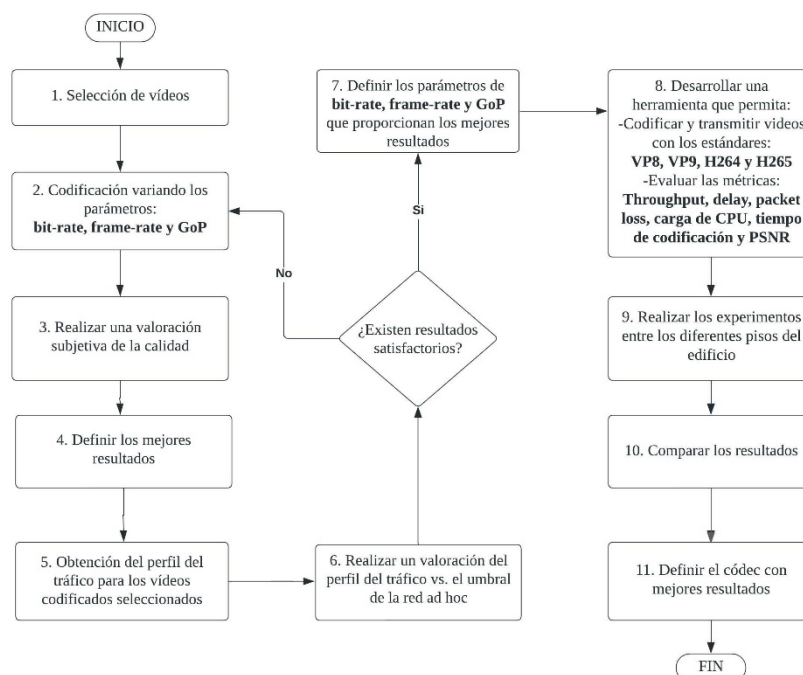 INICIO
1. Selección de vídeos
2. Codificación variando los
parámetros:
bit-rate, frame-rate y GoP
3. Realizar una valoración
subjetiva de la calidad
4. Definir los mejores
resultados
5. Obtención del perfil del
tráfico para los vídeos
codificados seleccionados
6. Realizar un valoración del
perfil del tráfico vs. el umbral
de la red ad hoc
¿Existen resultados
satisfactorios?
No
Si
7. Definir los parámetros de
bit-rate, frame-rate y GoP
que proporcionan los mejores
resultados
8. Desarrollar una
herramienta que permita:
-Codificar y transmitir videos
con los estándares:
VP8, VP9, H264 y H265
-Evaluar las métricas:
Throughput, delay, packet
loss, carga de CPU, tiempo
de codificación y PSNR
9. Realizar los experimentos
entre los diferentes pisos del
edificio
10. Comparar los resultados
11. Definir el códec con
mejores resultados
FIN